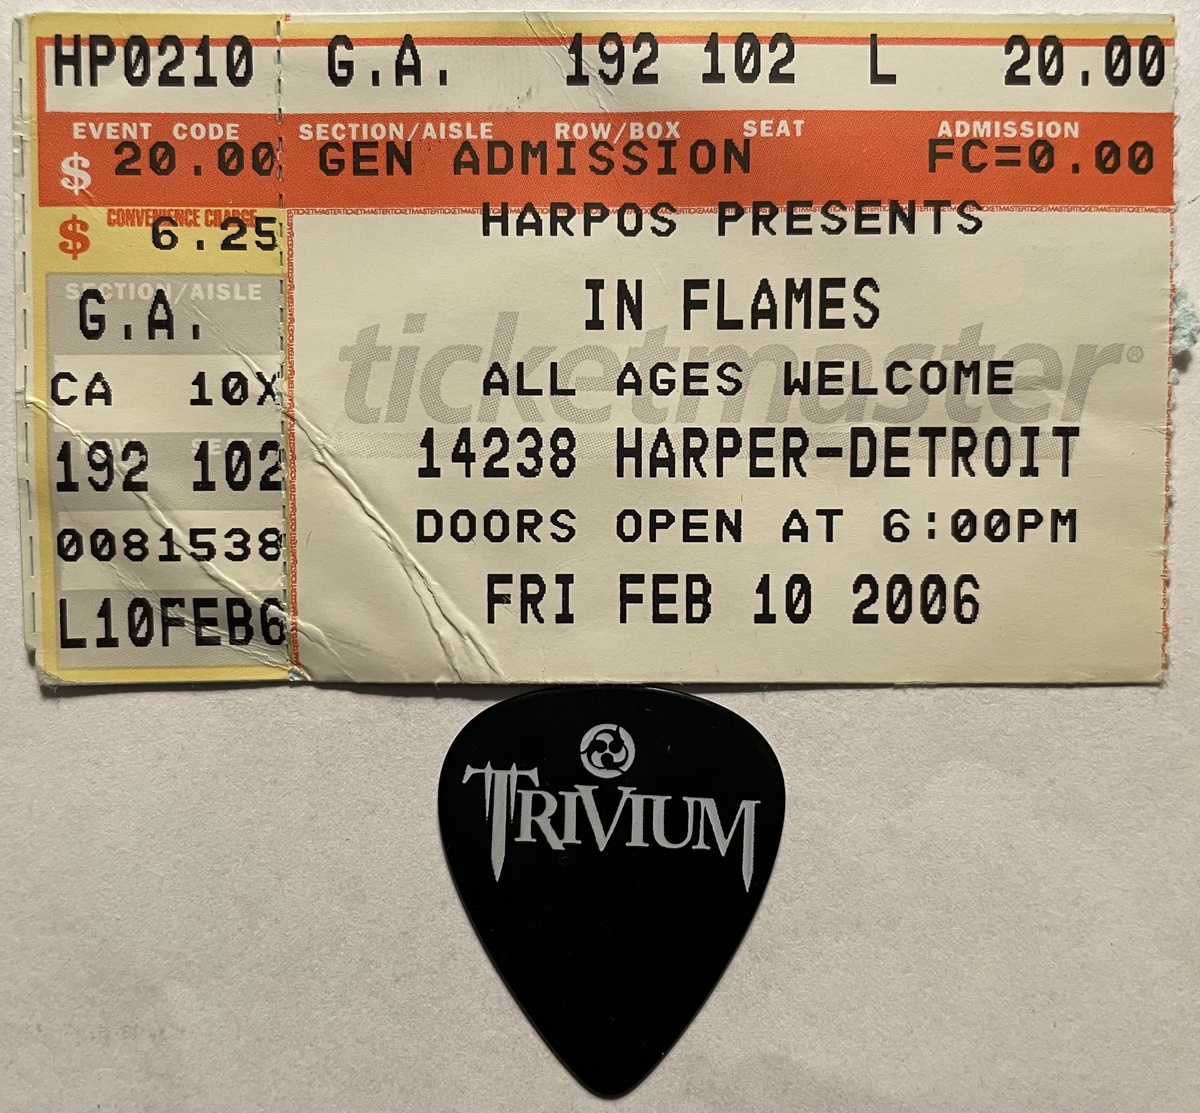 HP0210 G.A. 192 102 L 20.00
EVENT CODE SECTION/AISLE ROW/BOX SEAT ADMISSION
$ 20.00 GEN ADMISSION FC=0.00
CONVENIENCE CHARGE
$ 6.25
HARPOS PRESENTS
SECTION/AISLE
G.A.
IN FLAMES
ticketmaster®
CA 10X
ALL AGES WELCOME
192 102
14238 HARPER-DETROIT
0081538
DOORS OPEN AT 6:00PM
L10FEB6
FRI FEB 10 2006
TRIVIUM